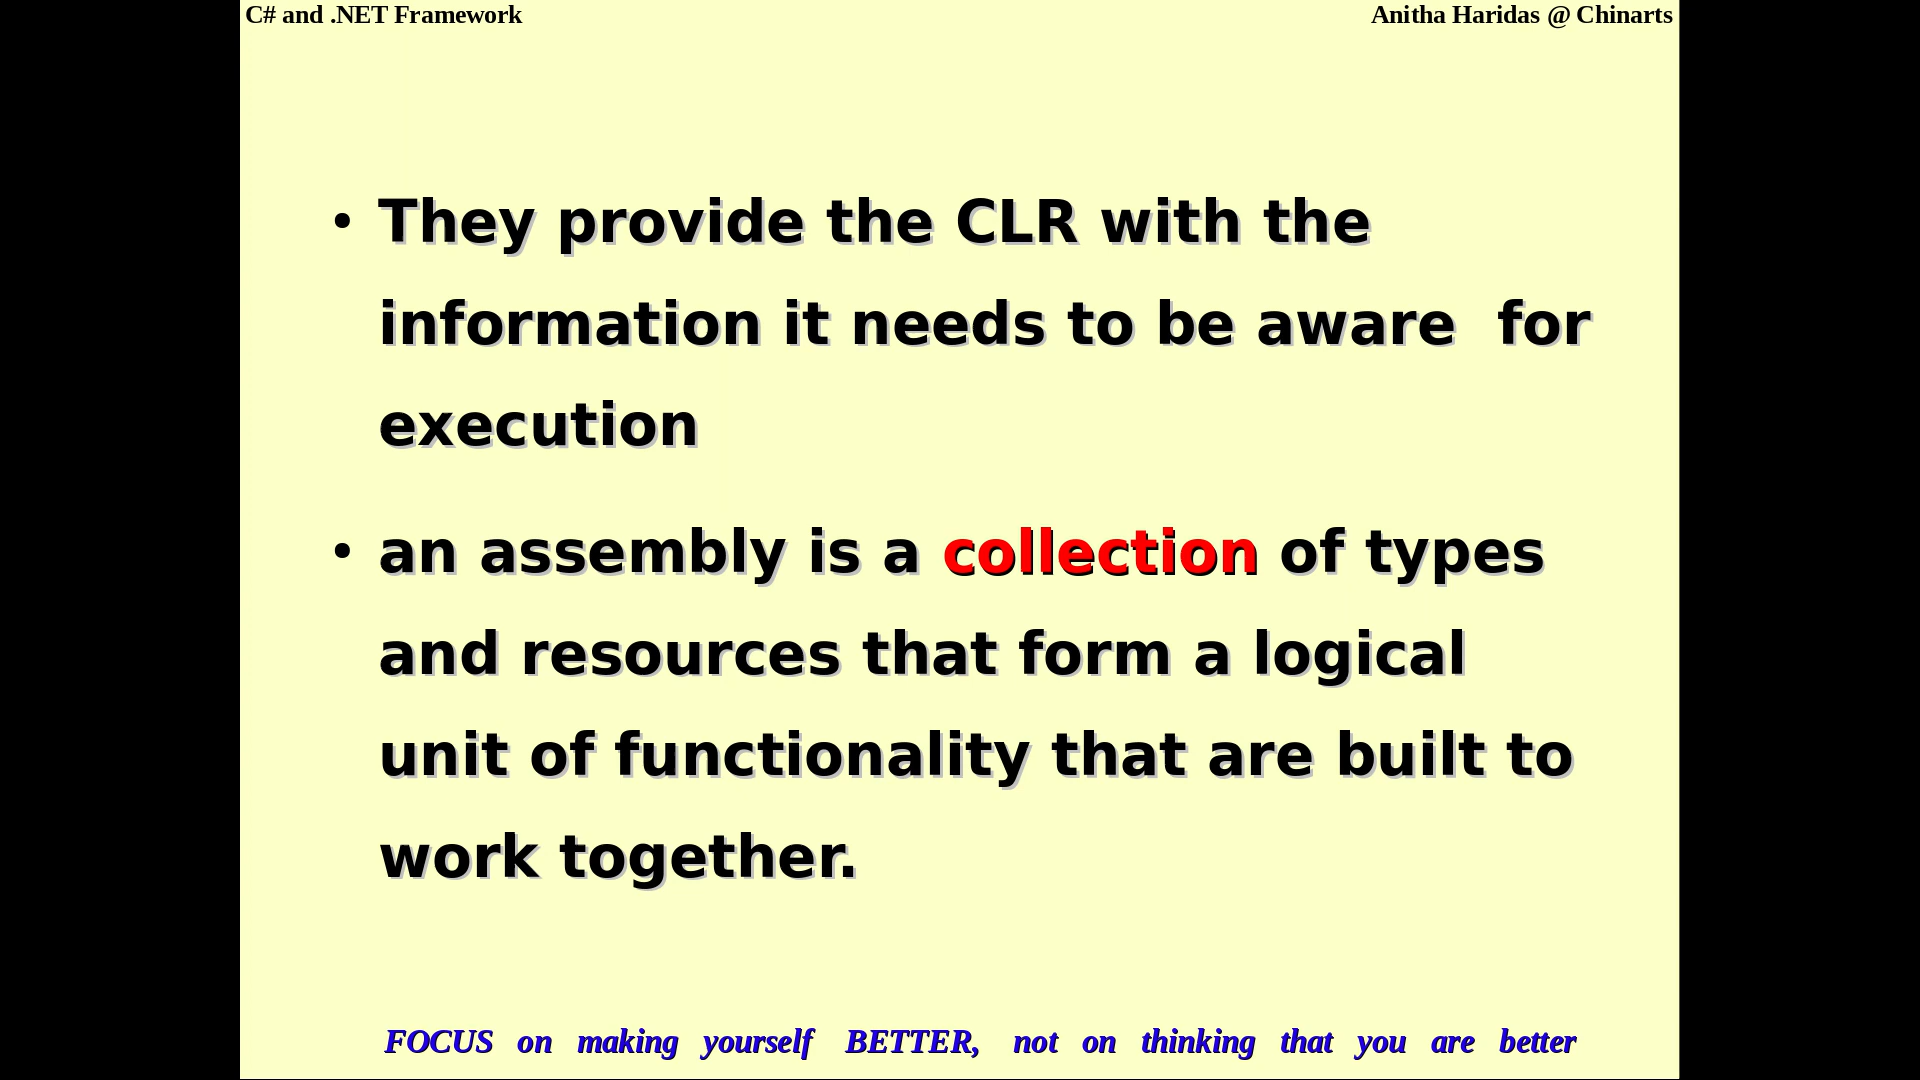 C# and .NET Framework
Anitha Haridas @ Chinarts
• They provide the CLR with the
information it needs to be aware  for
execution
• an assembly is a collection of types
and resources that form a logical
unit of functionality that are built to
work together.
FOCUS on making yourself BETTER, not on thinking that you are better